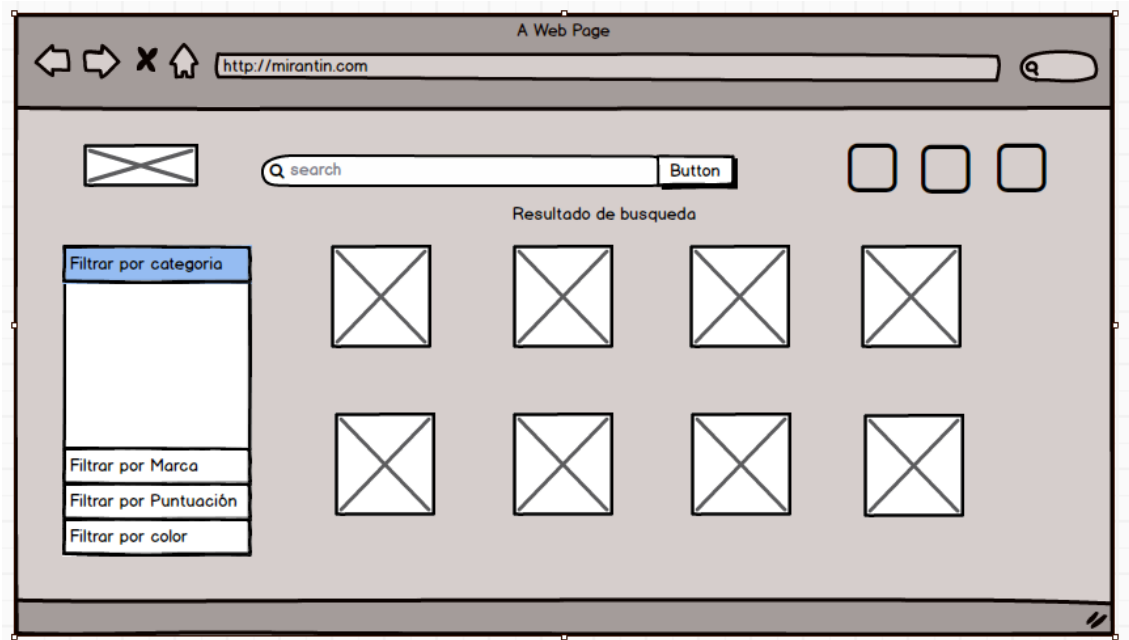 A Web Page
http://mirantin.com
search
Button
Resultado de busqueda
Filtrar por categoria
Filtrar por Marca
Filtrar por Puntuación
Filtrar por color